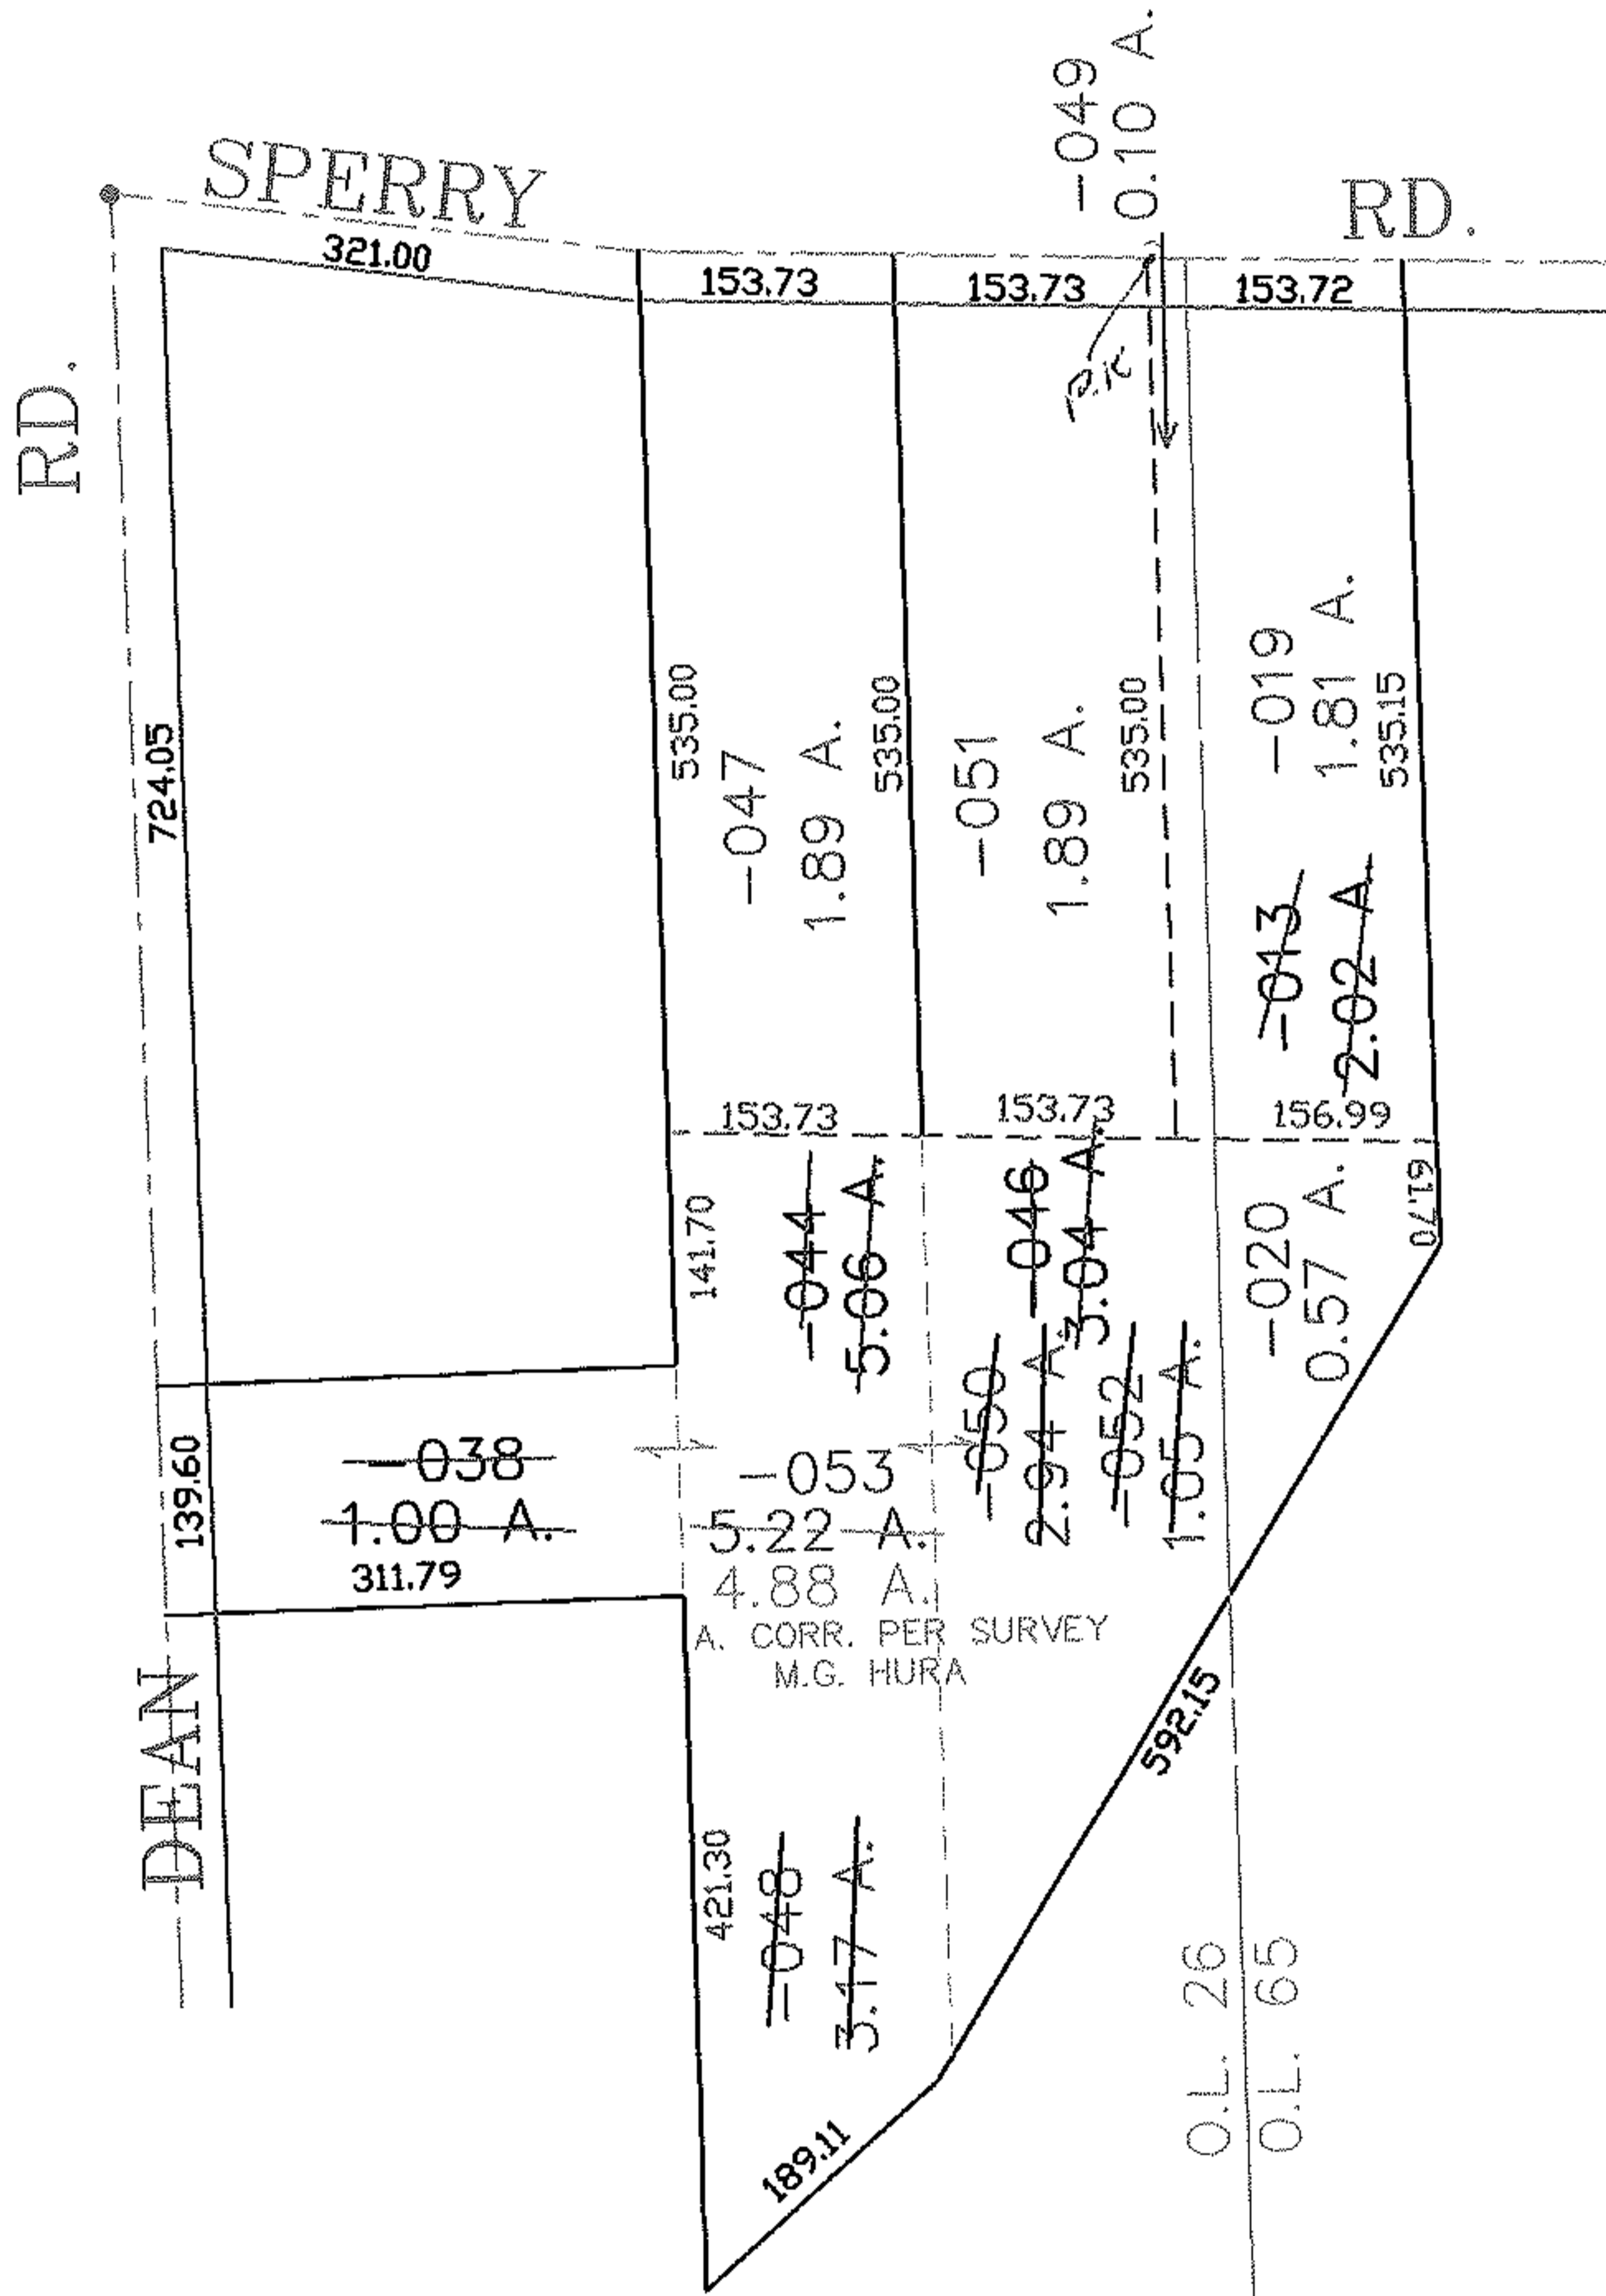 -049
0.10 A.
SPERRY
RD.
321.00
153.73
153.73
153.72
RD.
724.05
535.00
-047
1.89 A.
535.00
-051
1.89 A.
535.00
-019
1.81 A.
535.15
-013
2.02 A.
153.73
153.73
156.99
141.70
-044
5.06 A.
-046
3.04 A.
61.70
-020
0.57 A.
-050
2.94 A.
-052
1.05 A.
139.60
-038
1.00 A.
311.79
-053
5.22 A.
4.88 A.
A. CORR. PER SURVEY
M.G. HURA
DEAN
592.15
421.30
-048
3.17 A.
189.11
O.L. 26
O.L. 65